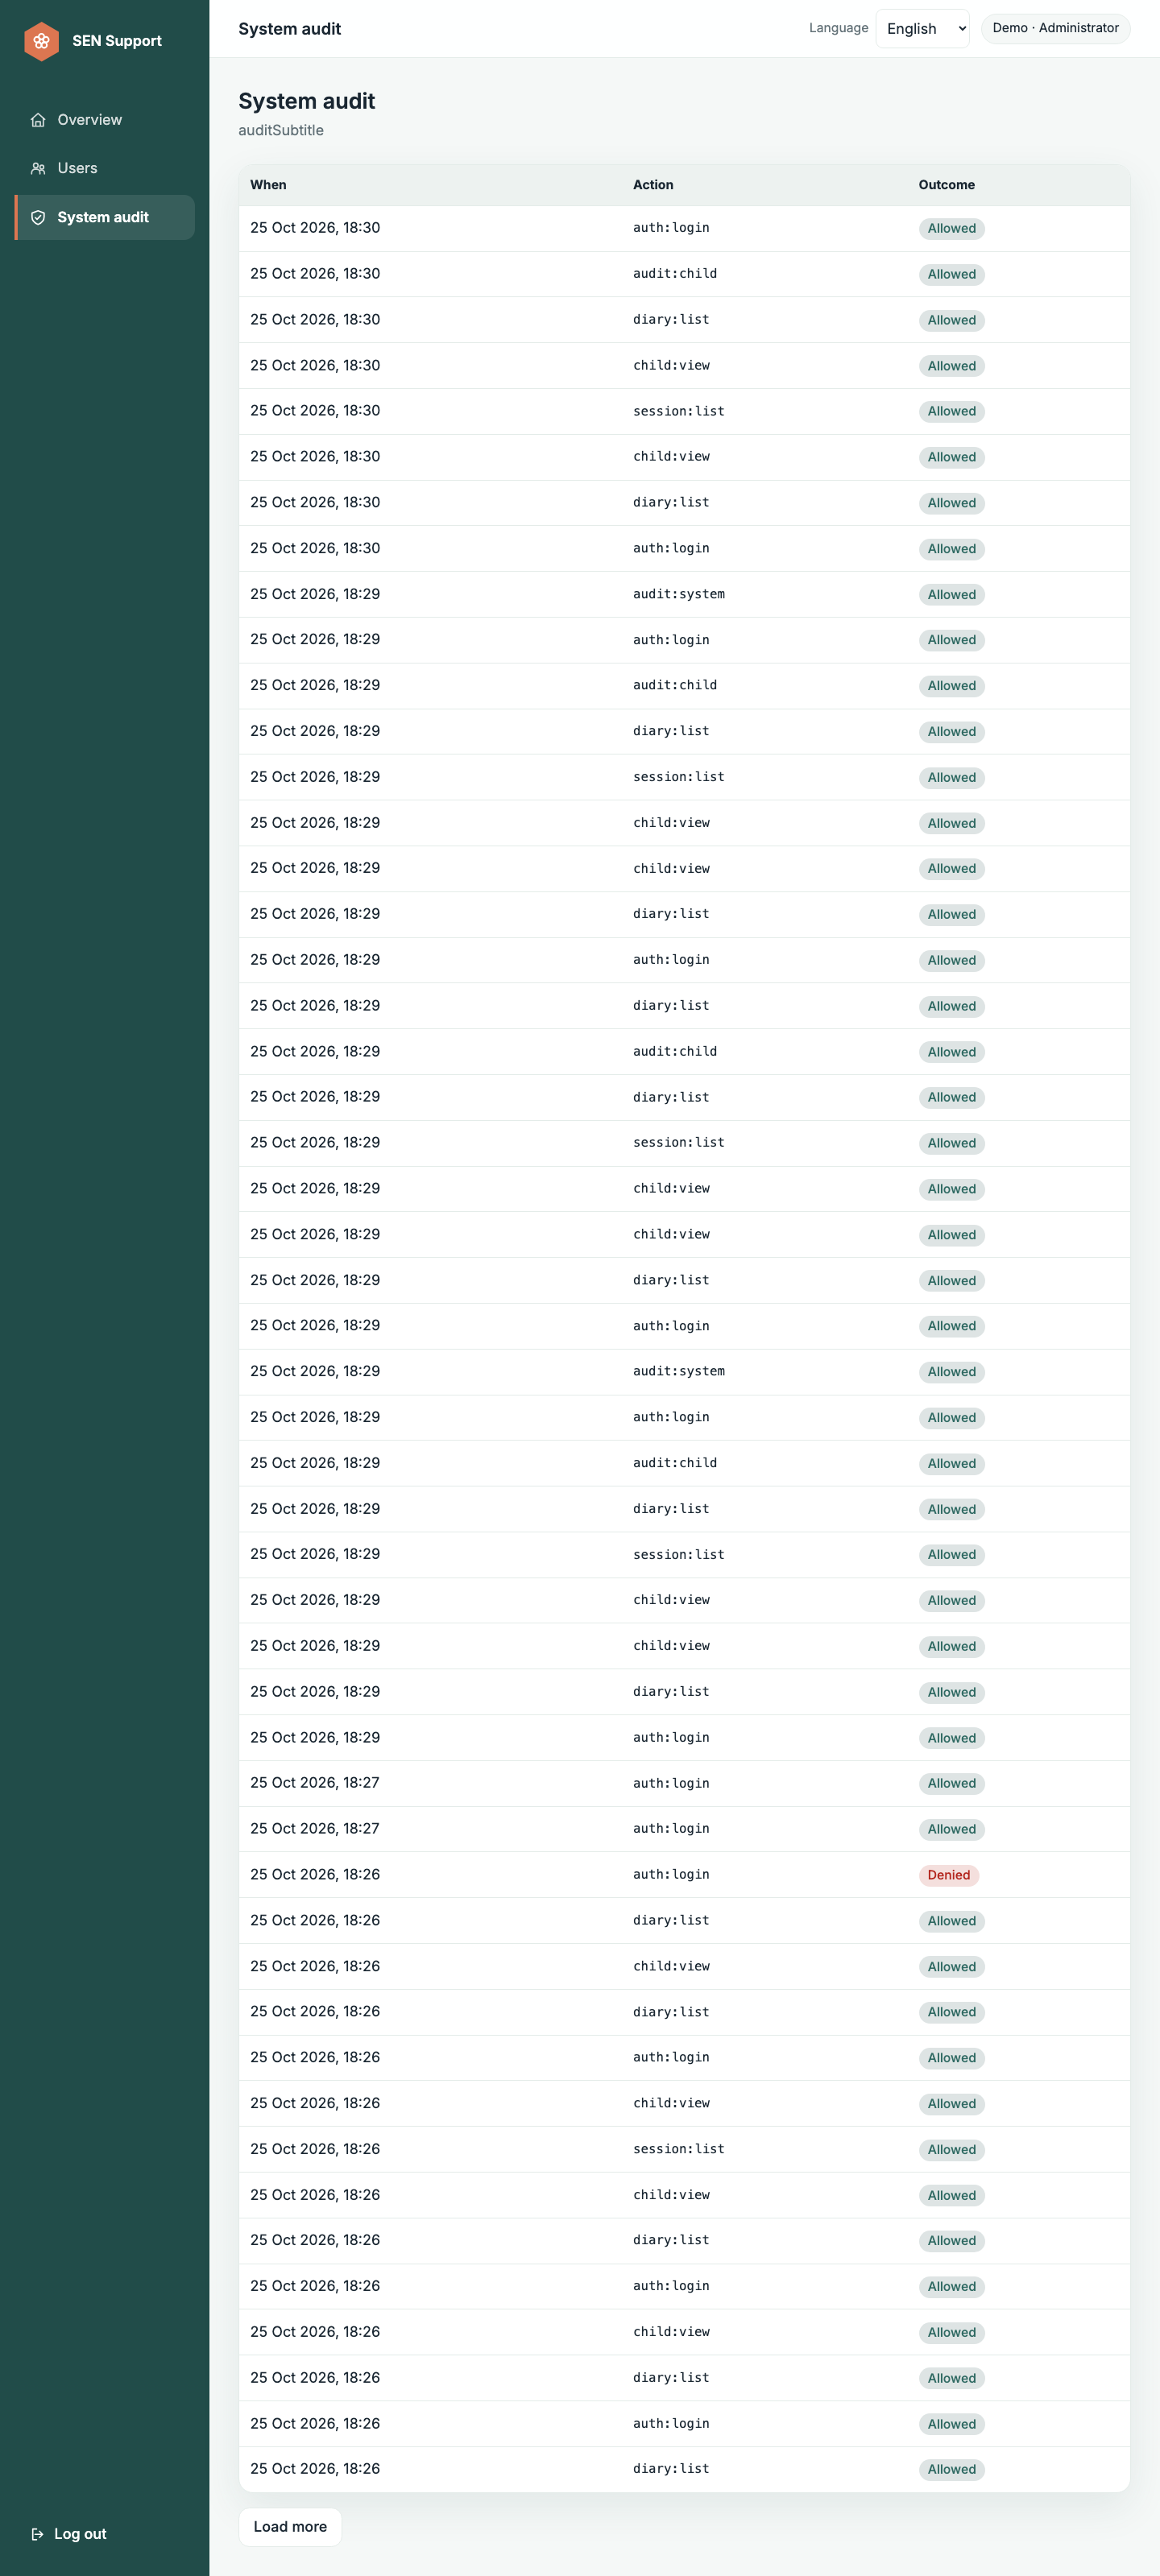 SEN Support
Overview
Users
System audit
Log out
System audit
Language English Demo · Administrator
System audit
auditSubtitle
When Action Outcome
25 Oct 2026, 18:30 auth:login Allowed
25 Oct 2026, 18:30 audit:child Allowed
25 Oct 2026, 18:30 diary:list Allowed
25 Oct 2026, 18:30 child:view Allowed
25 Oct 2026, 18:30 session:list Allowed
25 Oct 2026, 18:30 child:view Allowed
25 Oct 2026, 18:30 diary:list Allowed
25 Oct 2026, 18:30 auth:login Allowed
25 Oct 2026, 18:29 audit:system Allowed
25 Oct 2026, 18:29 auth:login Allowed
25 Oct 2026, 18:29 audit:child Allowed
25 Oct 2026, 18:29 diary:list Allowed
25 Oct 2026, 18:29 session:list Allowed
25 Oct 2026, 18:29 child:view Allowed
25 Oct 2026, 18:29 child:view Allowed
25 Oct 2026, 18:29 diary:list Allowed
25 Oct 2026, 18:29 auth:login Allowed
25 Oct 2026, 18:29 diary:list Allowed
25 Oct 2026, 18:29 audit:child Allowed
25 Oct 2026, 18:29 diary:list Allowed
25 Oct 2026, 18:29 session:list Allowed
25 Oct 2026, 18:29 child:view Allowed
25 Oct 2026, 18:29 child:view Allowed
25 Oct 2026, 18:29 diary:list Allowed
25 Oct 2026, 18:29 auth:login Allowed
25 Oct 2026, 18:29 audit:system Allowed
25 Oct 2026, 18:29 auth:login Allowed
25 Oct 2026, 18:29 audit:child Allowed
25 Oct 2026, 18:29 diary:list Allowed
25 Oct 2026, 18:29 session:list Allowed
25 Oct 2026, 18:29 child:view Allowed
25 Oct 2026, 18:29 child:view Allowed
25 Oct 2026, 18:29 diary:list Allowed
25 Oct 2026, 18:29 auth:login Allowed
25 Oct 2026, 18:27 auth:login Allowed
25 Oct 2026, 18:27 auth:login Allowed
25 Oct 2026, 18:26 auth:login Denied
25 Oct 2026, 18:26 diary:list Allowed
25 Oct 2026, 18:26 child:view Allowed
25 Oct 2026, 18:26 diary:list Allowed
25 Oct 2026, 18:26 auth:login Allowed
25 Oct 2026, 18:26 child:view Allowed
25 Oct 2026, 18:26 session:list Allowed
25 Oct 2026, 18:26 child:view Allowed
25 Oct 2026, 18:26 diary:list Allowed
25 Oct 2026, 18:26 auth:login Allowed
25 Oct 2026, 18:26 child:view Allowed
25 Oct 2026, 18:26 diary:list Allowed
25 Oct 2026, 18:26 auth:login Allowed
25 Oct 2026, 18:26 diary:list Allowed
Load more